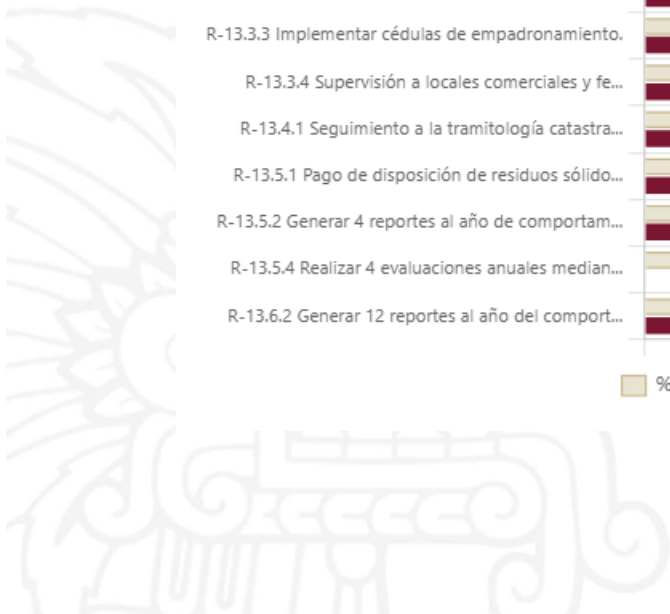 R-13.3.3 Implementar cédulas de empadronamiento.
R-13.3.4 Supervisión a locales comerciales y fe...
R-13.4.1 Seguimiento a la tramitología catastra...
R-13.5.1 Pago de disposición de residuos sólido...
R-13.5.2 Generar 4 reportes al año de comportam...
R-13.5.4 Realizar 4 evaluaciones anuales median...
R-13.6.2 Generar 12 reportes al año del comport...
%